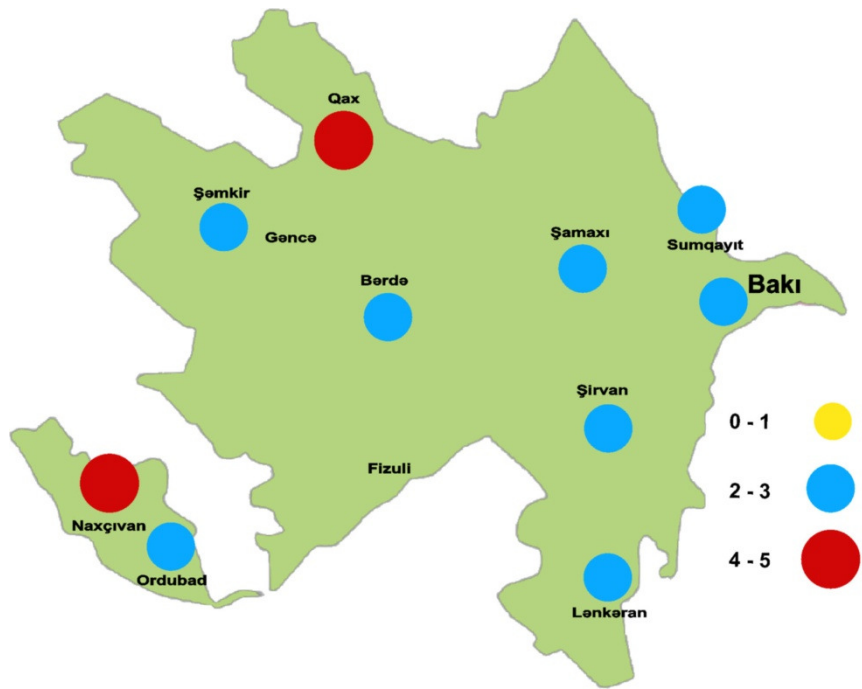 Qax
Şəmkir
Gəncə
Şamaxı
Sumqayıt
Bərdə
Bakı
Şirvan
0 - 1
Fizuli
2 - 3
Naxçıvan
4 - 5
Ordubad
Lənkəran